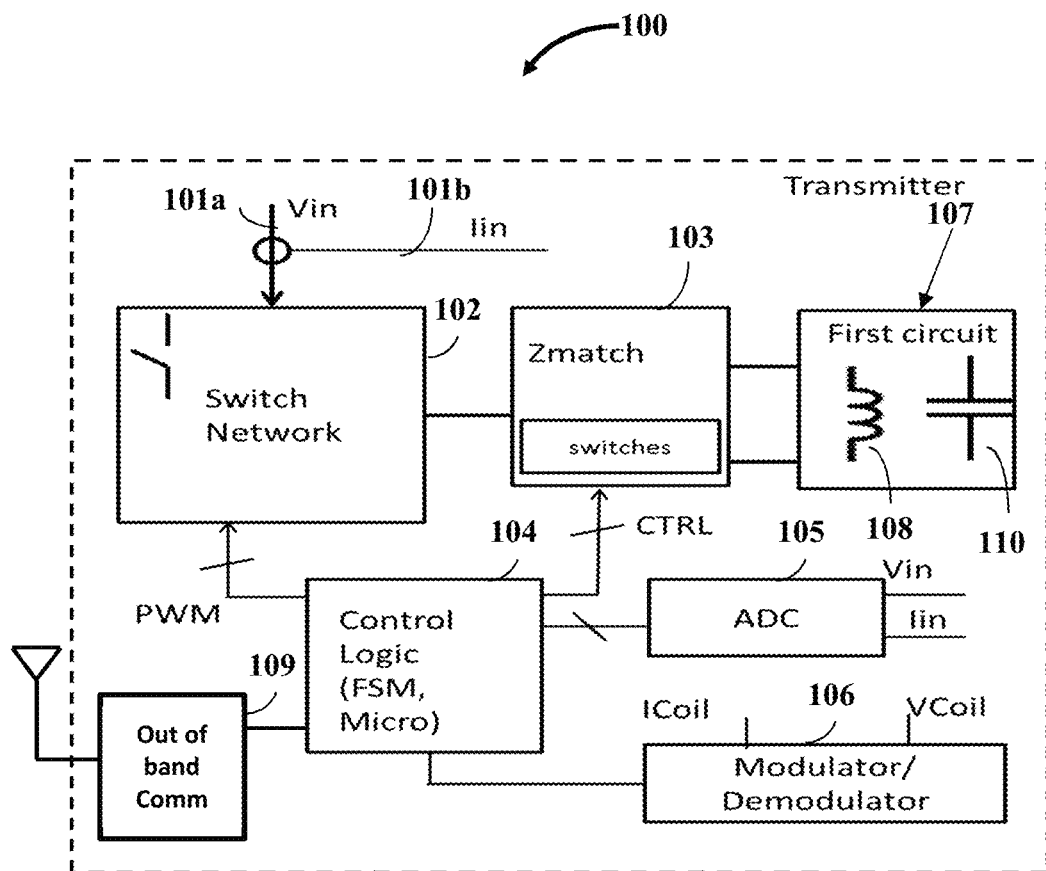 100
Transmitter
101a
Vin
101b
Iin
107
103
102
First circuit
Zmatch
Switch
Network
switches
108
110
CTRL
104
105
PWM
Control
Logic
(FSM,
Micro)
ADC
Vin
Iin
109
Out of
band
Comm
ICoil
106
VCoil
Modulator/
Demodulator